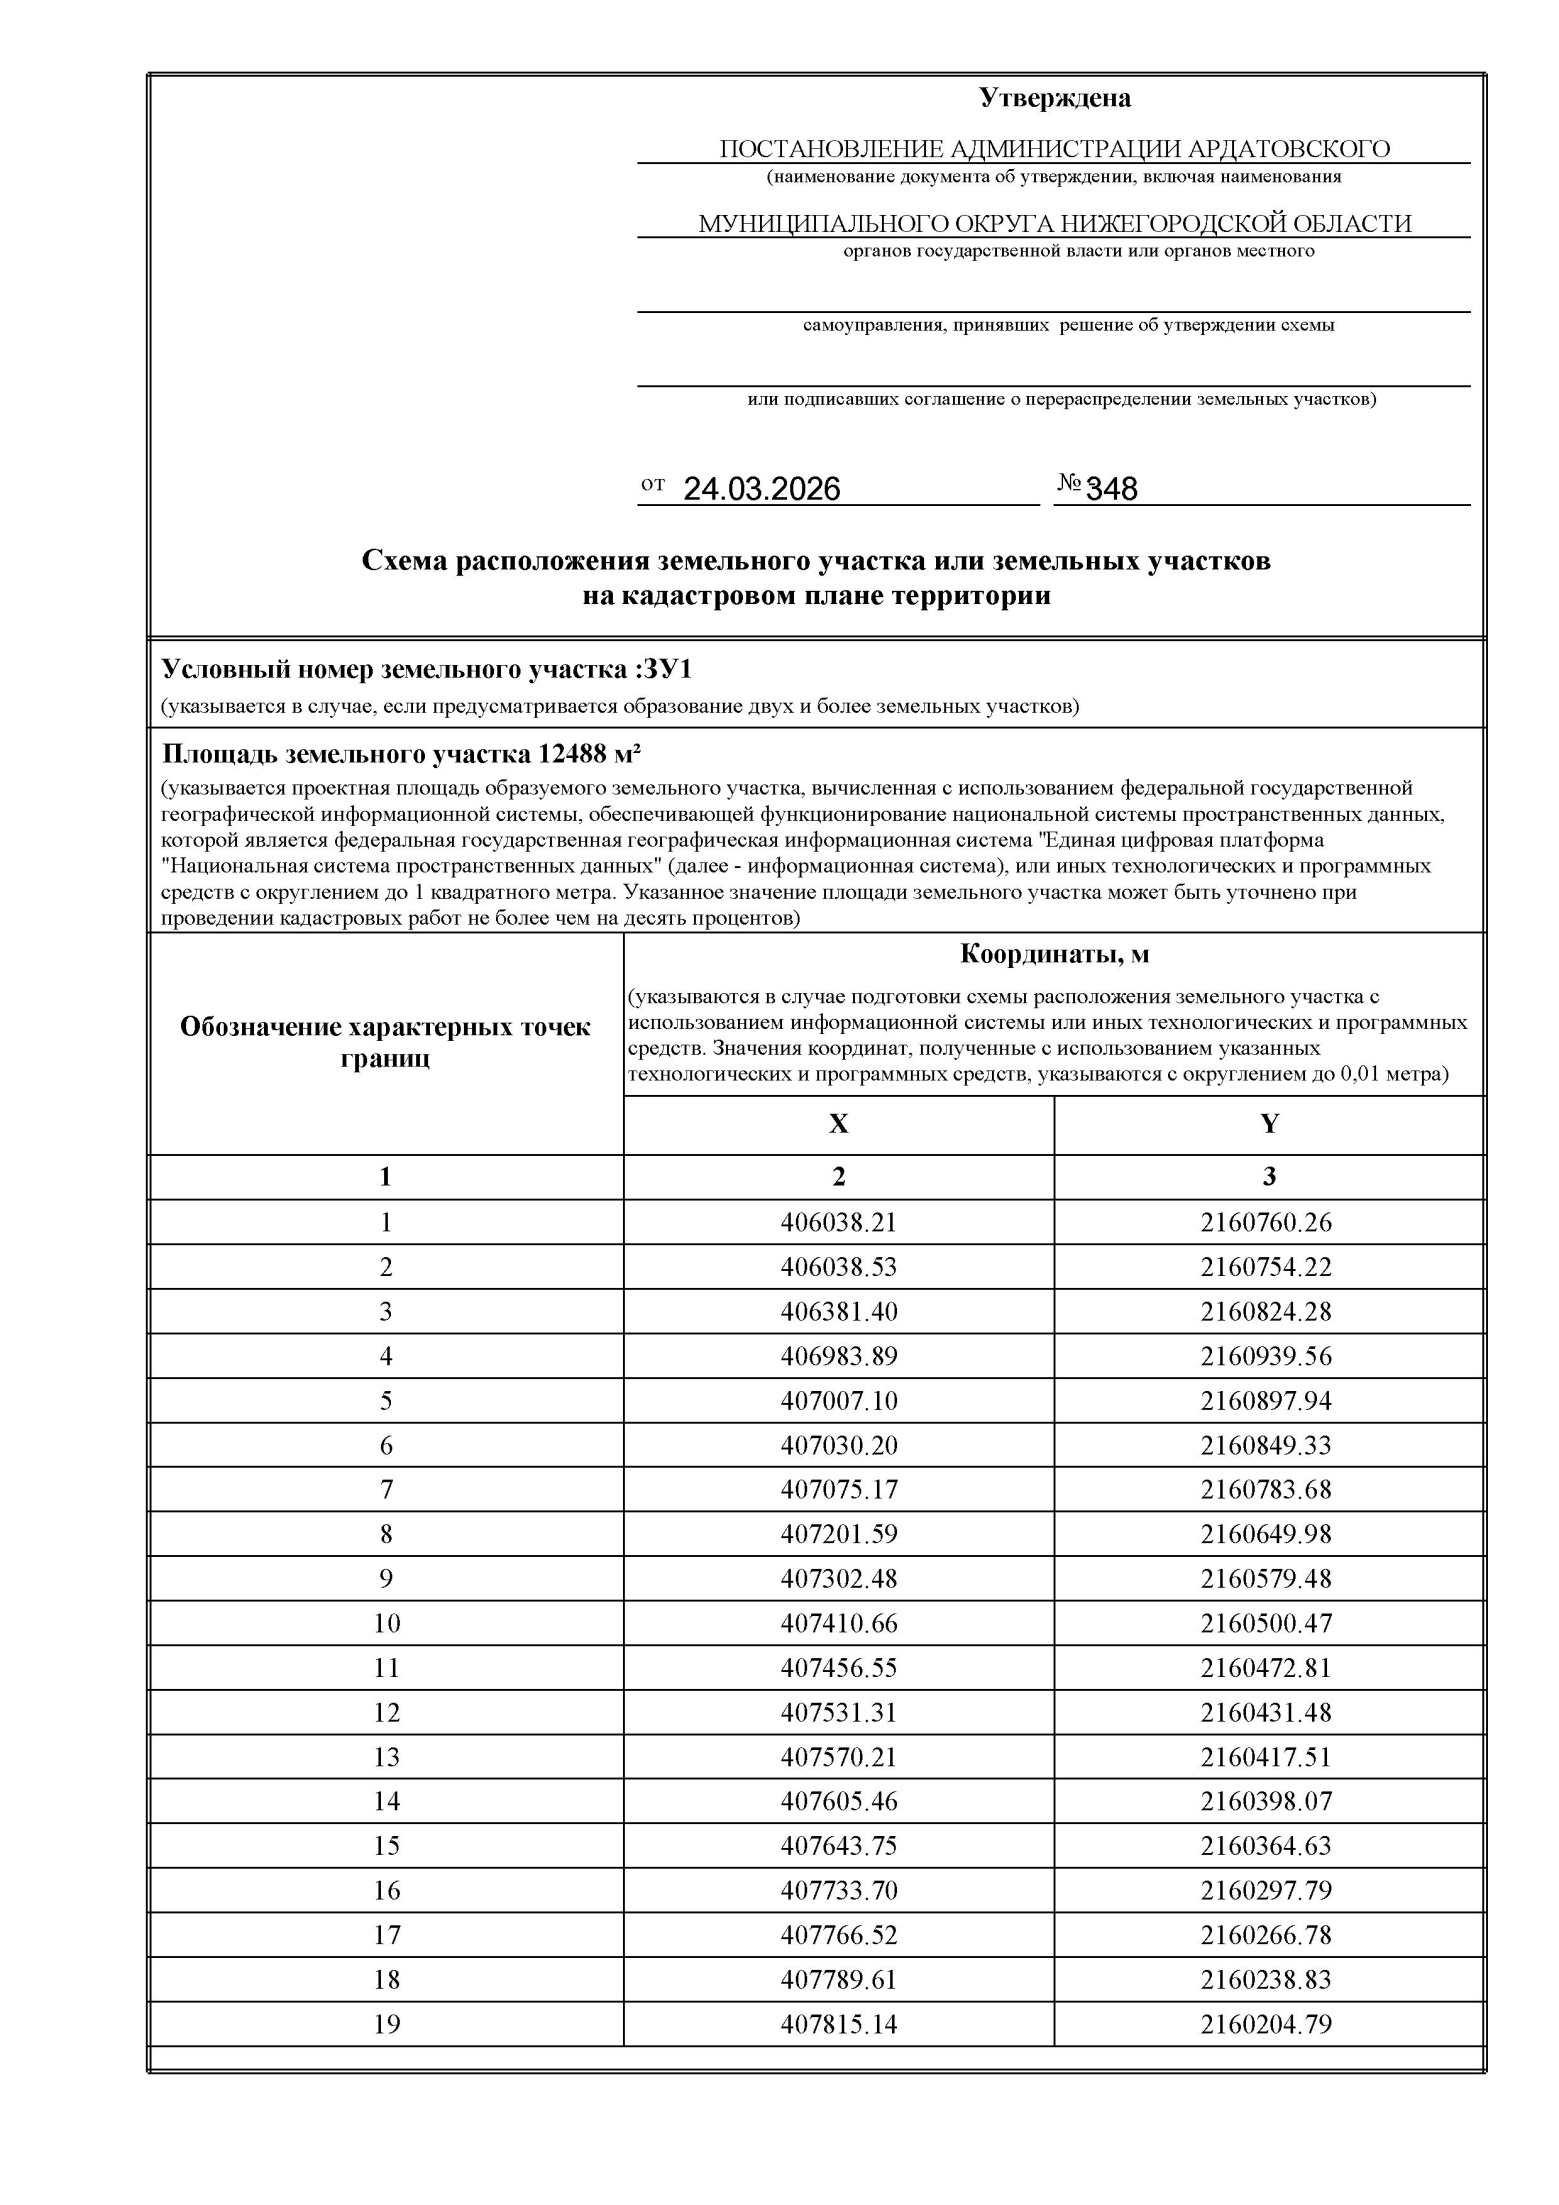 Утверждена
ПОСТАНОВЛЕНИЕ АДМИНИСТРАЦИИ АРДАТОВСКОГО
(наименование документа об утверждении, включая наименования
МУНИЦИПАЛЬНОГО ОКРУГА НИЖЕГОРОДСКОЙ ОБЛАСТИ
органов государственной власти или органов местного
самоуправления, принявших решение об утверждении схемы
или подписавших соглашение о перераспределении земельных участков)
от 24.03.2026 № 348
Схема расположения земельного участка или земельных участков
на кадастровом плане территории
Условный номер земельного участка :ЗУ1
(указывается в случае, если предусматривается образование двух и более земельных участков)
Площадь земельного участка 12488 м²
(указывается проектная площадь образуемого земельного участка, вычисленная с использованием федеральной государственной
географической информационной системы, обеспечивающей функционирование национальной системы пространственных данных,
которой является федеральная государственная географическая информационная система "Единая цифровая платформа
"Национальная система пространственных данных" (далее - информационная система), или иных технологических и программных
средств с округлением до 1 квадратного метра. Указанное значение площади земельного участка может быть уточнено при
проведении кадастровых работ не более чем на десять процентов)
Обозначение характерных точек
границ
Координаты, м
(указываются в случае подготовки схемы расположения земельного участка с
использованием информационной системы или иных технологических и программных
средств. Значения координат, полученные с использованием указанных
технологических и программных средств, указываются с округлением до 0,01 метра)
X Y
1 2 3
1 406038.21 2160760.26
2 406038.53 2160754.22
3 406381.40 2160824.28
4 406983.89 2160939.56
5 407007.10 2160897.94
6 407030.20 2160849.33
7 407075.17 2160783.68
8 407201.59 2160649.98
9 407302.48 2160579.48
10 407410.66 2160500.47
11 407456.55 2160472.81
12 407531.31 2160431.48
13 407570.21 2160417.51
14 407605.46 2160398.07
15 407643.75 2160364.63
16 407733.70 2160297.79
17 407766.52 2160266.78
18 407789.61 2160238.83
19 407815.14 2160204.79